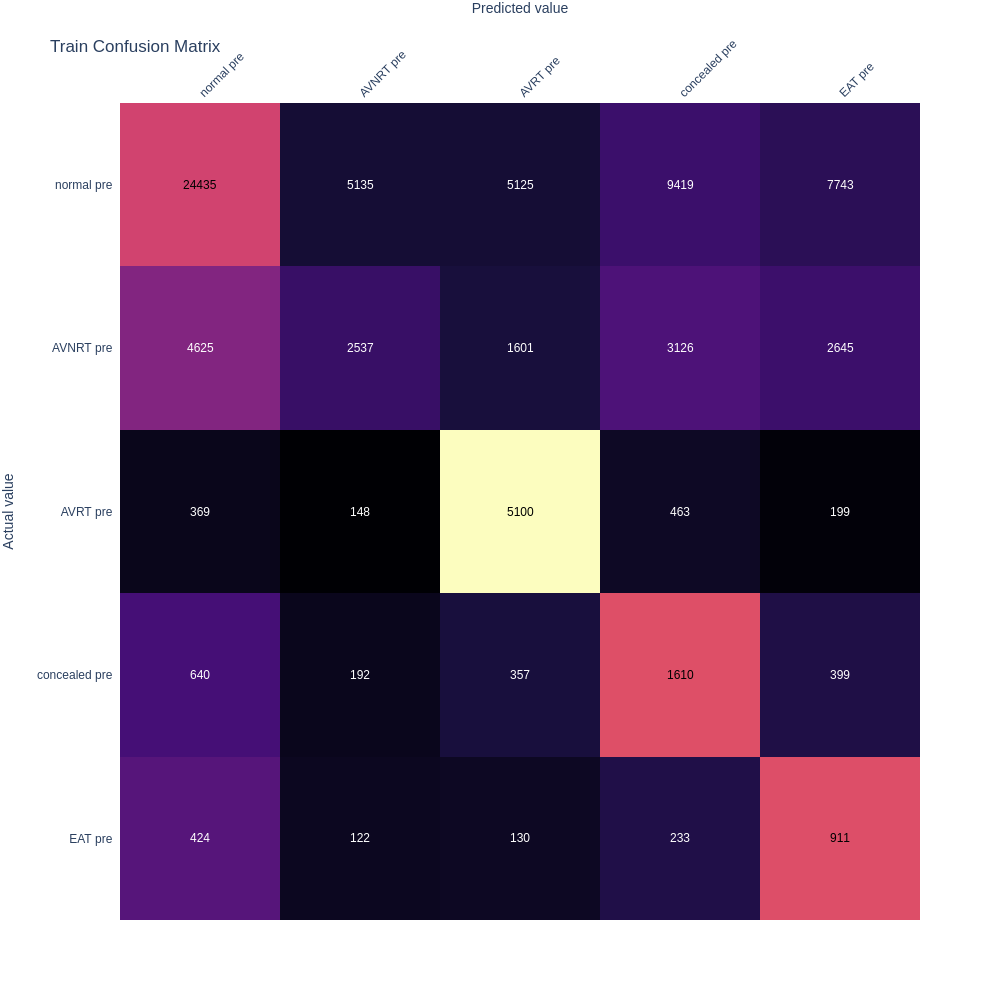 Predicted value
Train Confusion Matrix
normal pre AVNRT pre AVRT pre concealed pre EAT pre
normal pre 24435 5135 5125 9419 7743
AVNRT pre 4625 2537 1601 3126 2645
Actual value
AVRT pre 369 148 5100 463 199
concealed pre 640 192 357 1610 399
EAT pre 424 122 130 233 911